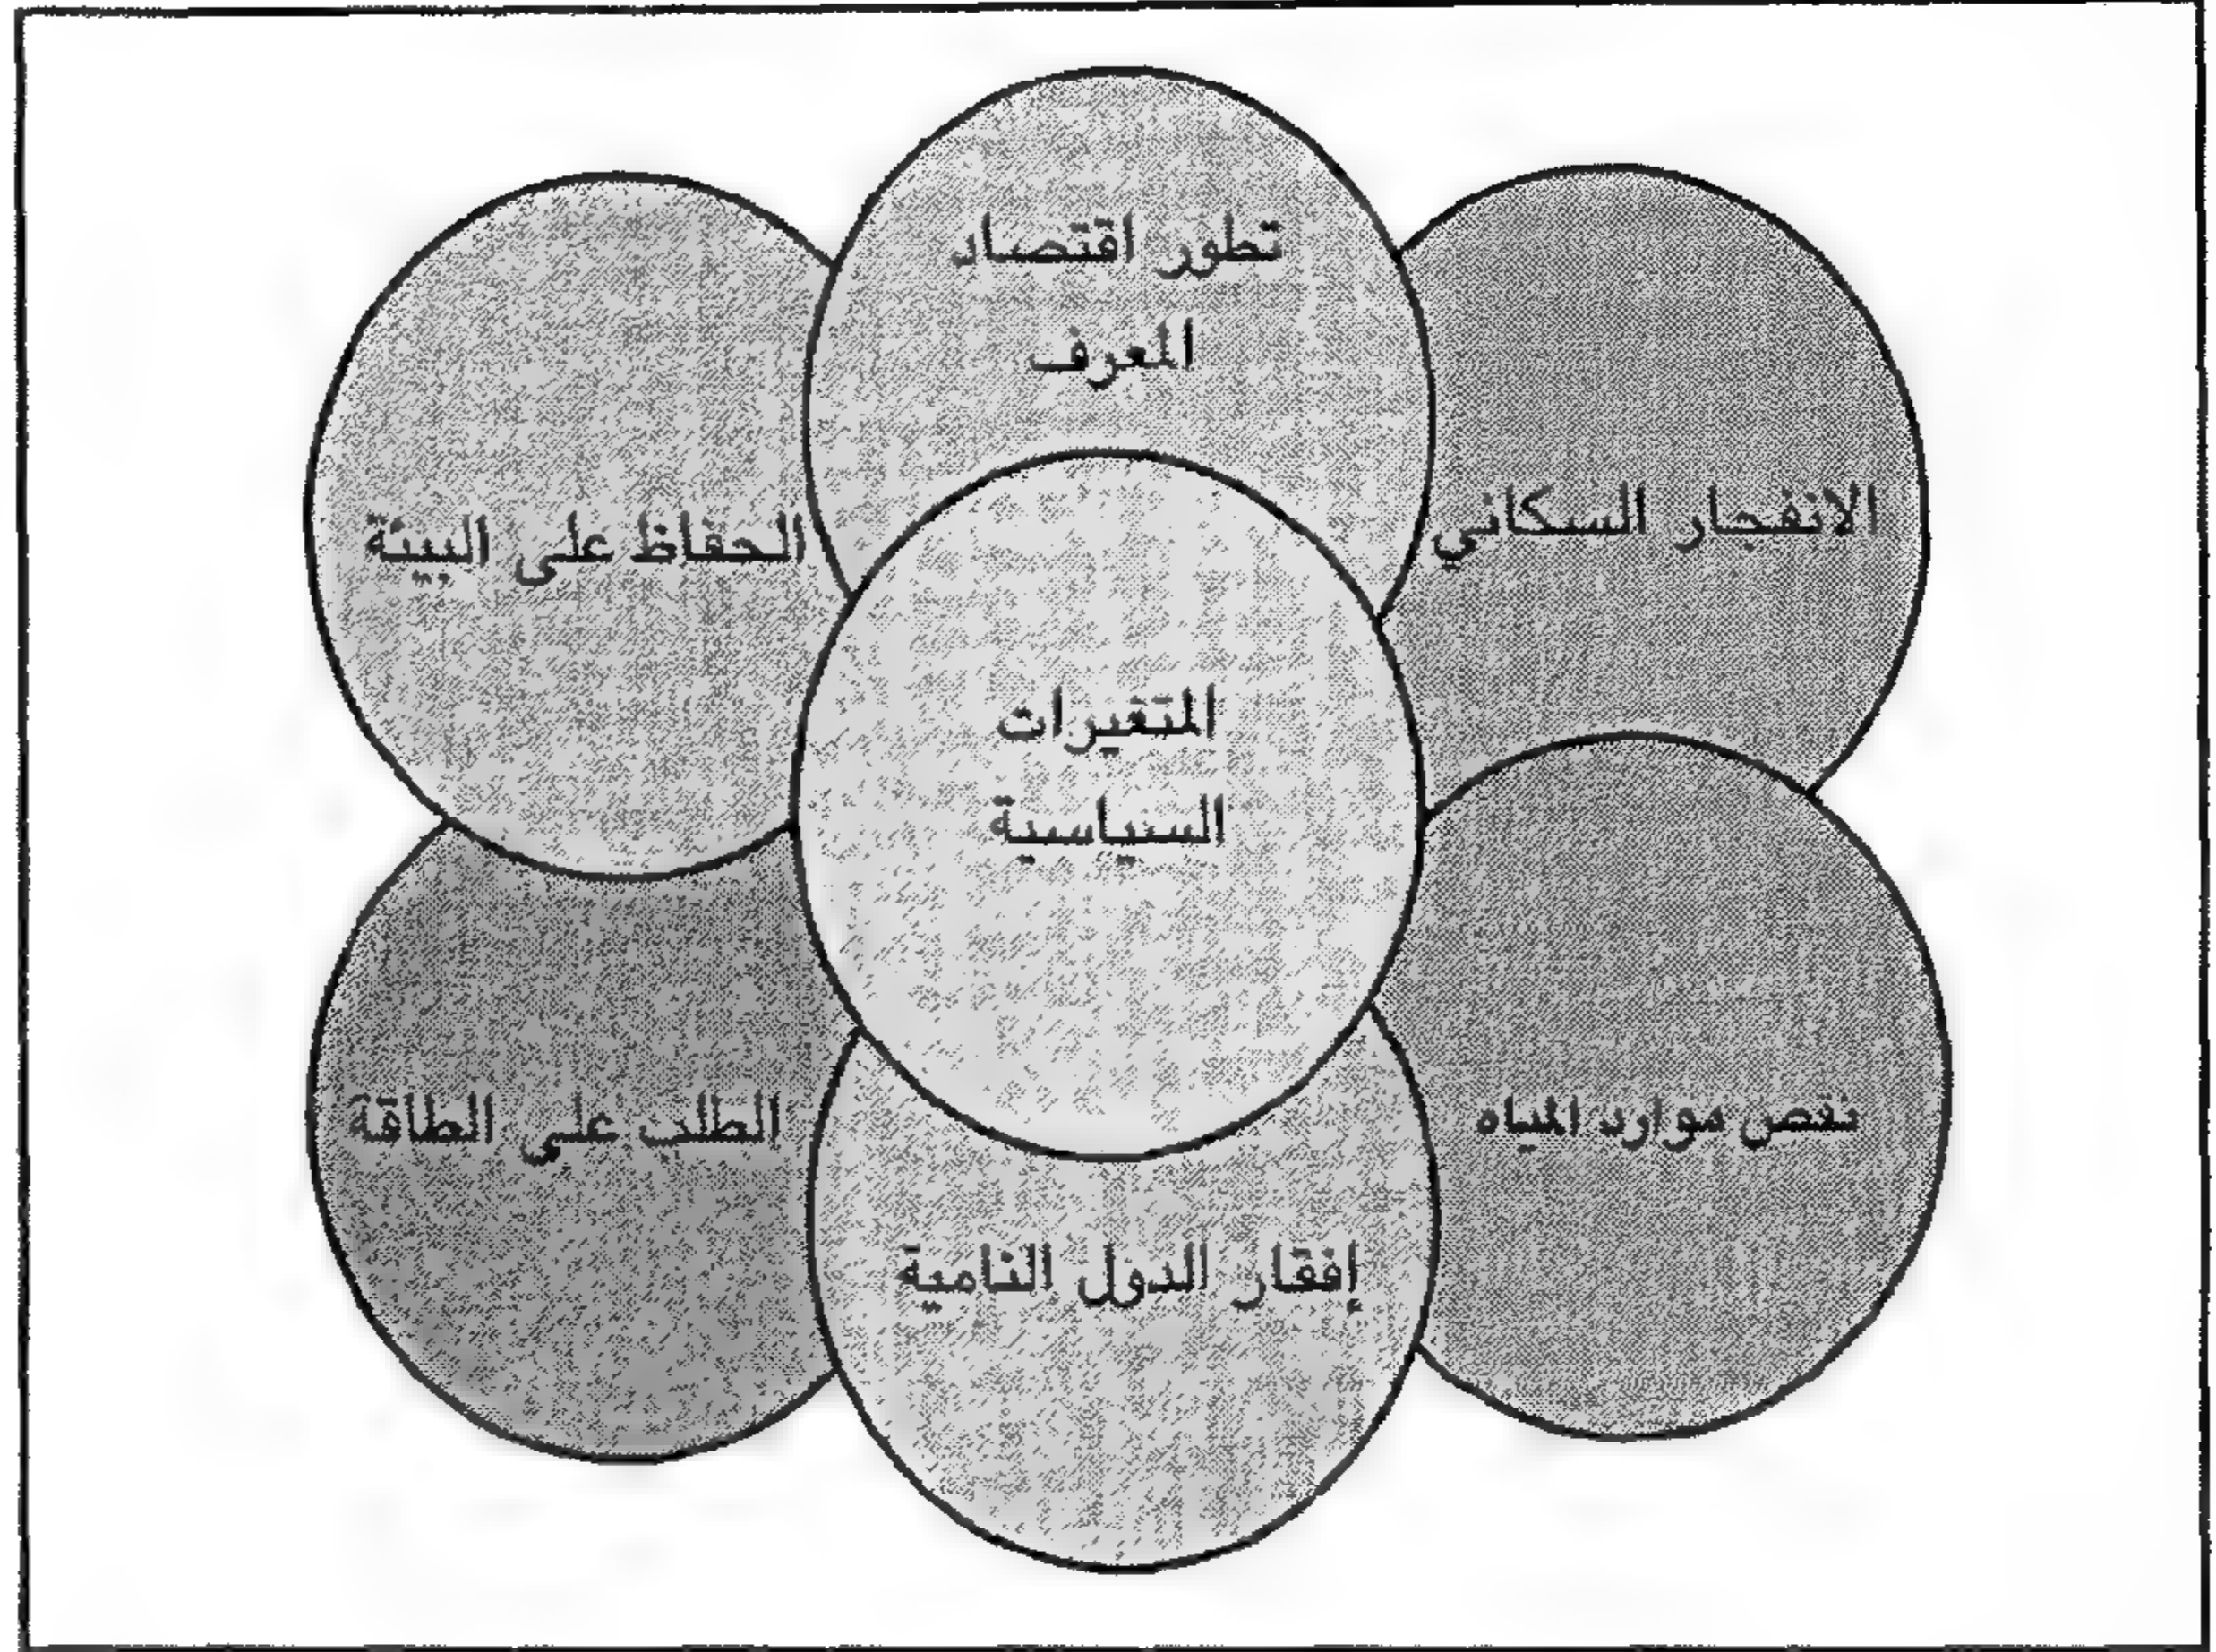 تطور اقتصاد
المعرف
الانفجار السكاني
الحفاظ على البيئة
المتغيرات
السياسية
نقص موارد المياه
الطلب على الطاقة
إفقار الدول النامية